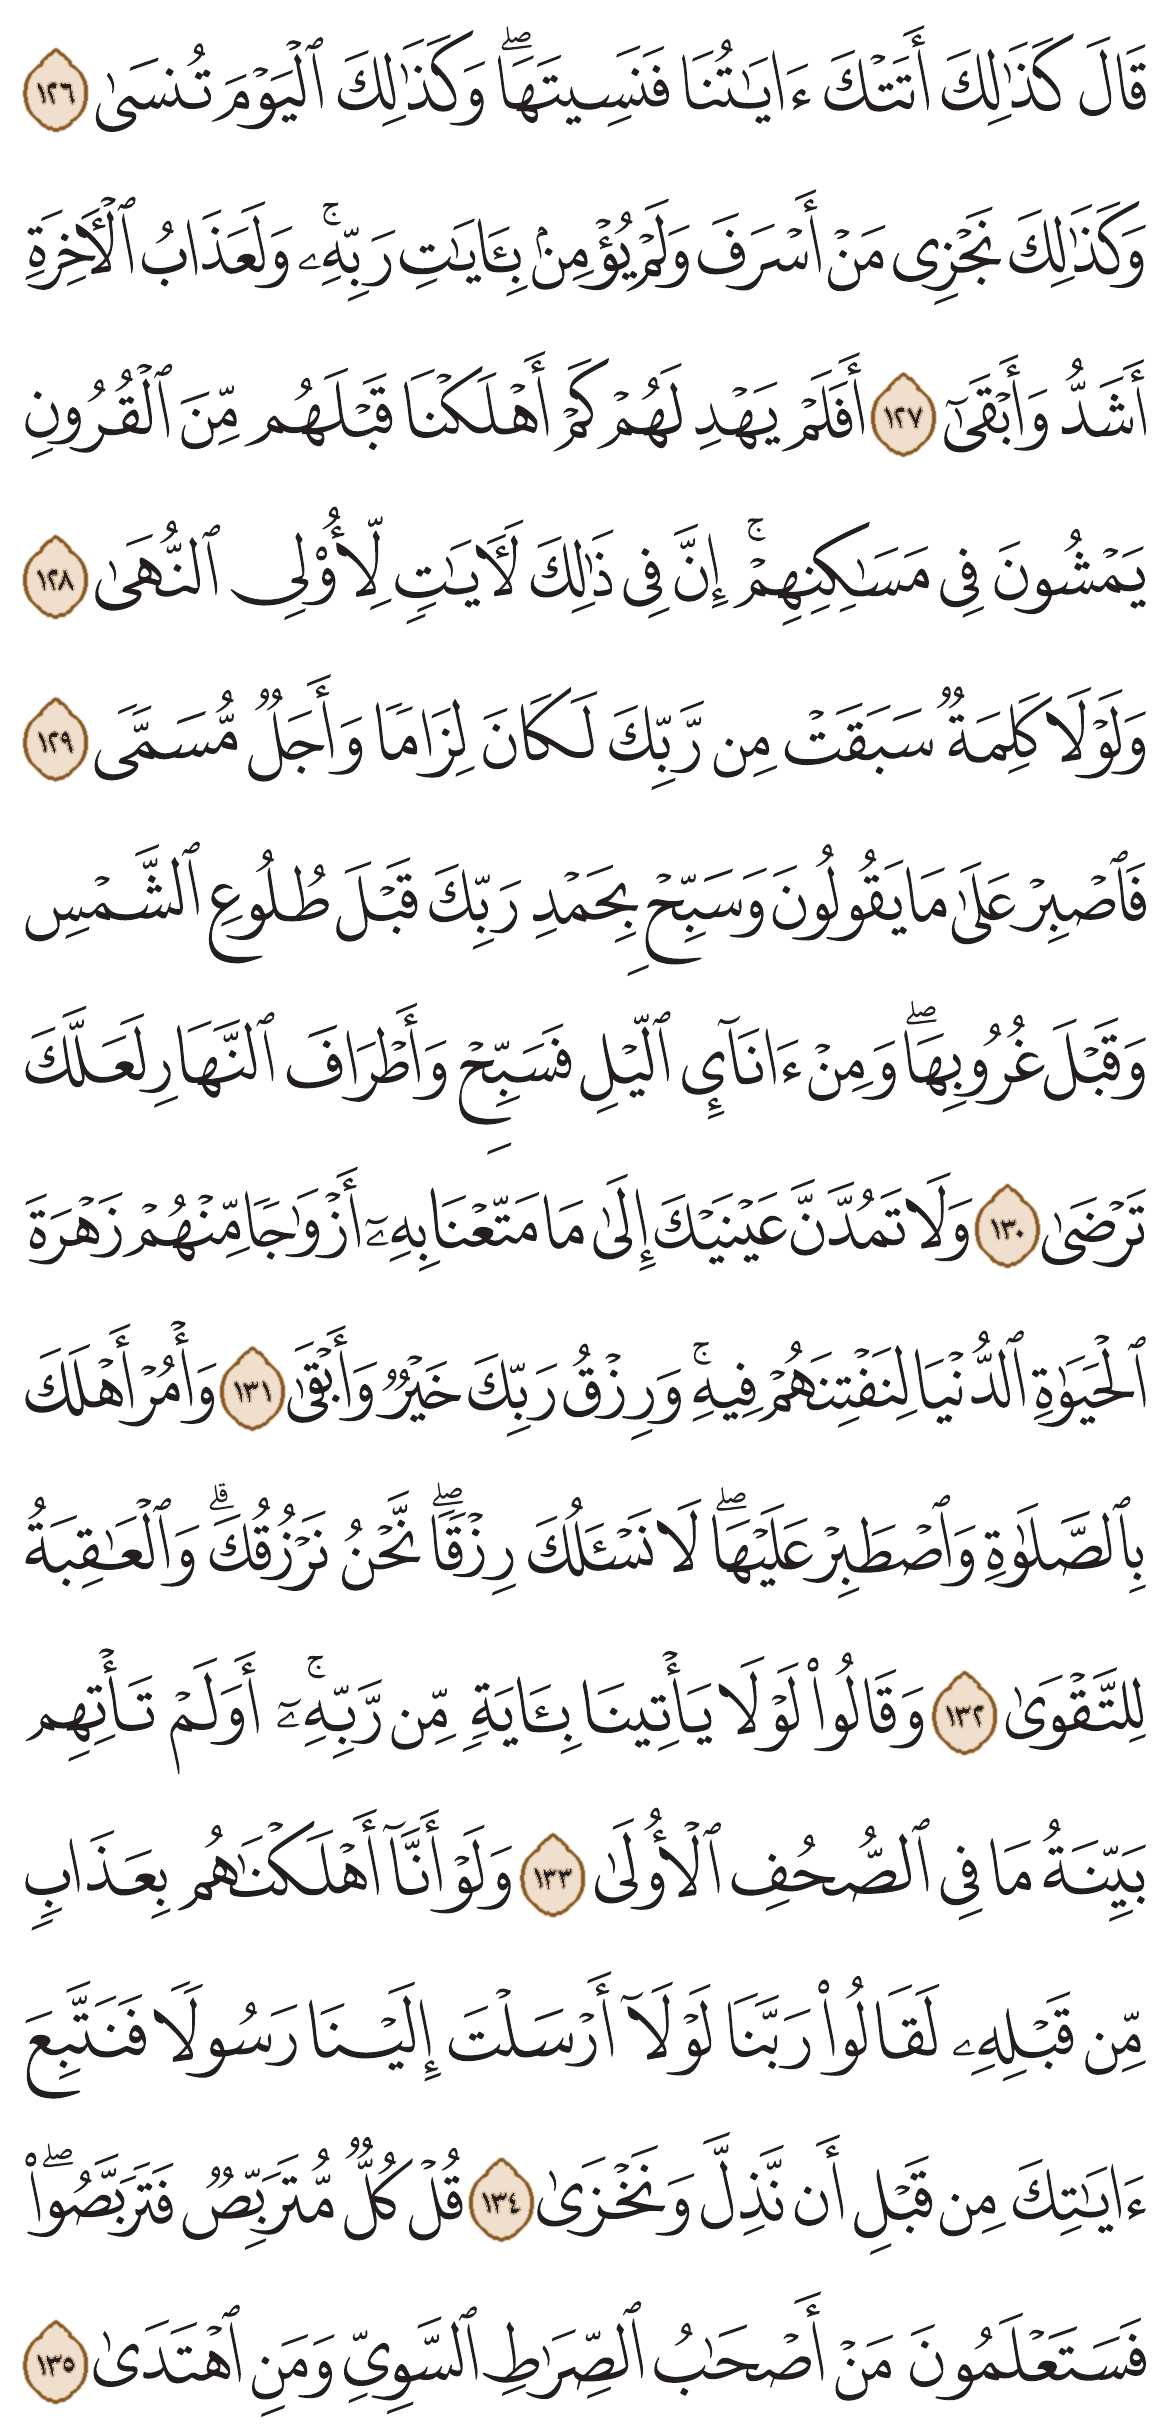 قَالَ كَذَٰلِكَ أَتَتْكَ ءَايَـٰتُنَا فَنَسِيتَهَا ۖ وَكَذَٰلِكَ ٱلْيَوْمَ تُنسَىٰ ١٢٦
وَكَذَٰلِكَ نَجْزِى مَنْ أَسْرَفَ وَلَمْ يُؤْمِنۢ بِـَٔايَـٰتِ رَبِّهِۦ ۚ وَلَعَذَابُ ٱلْـَٔاخِرَةِ
أَشَدُّ وَأَبْقَىٰٓ ١٢٧ أَفَلَمْ يَهْدِ لَهُمْ كَمْ أَهْلَكْنَا قَبْلَهُم مِّنَ ٱلْقُرُونِ
يَمْشُونَ فِى مَسَـٰكِنِهِمْ ۚ إِنَّ فِى ذَٰلِكَ لَـَٔايَـٰتٍ لِّأُو۟لِى ٱلنُّهَىٰ ١٢٨
وَلَوْلَا كَلِمَةٌ سَبَقَتْ مِن رَّبِّكَ لَكَانَ لِزَامًا وَأَجَلٌ مُّسَمًّى ١٢٩
فَٱصْبِرْ عَلَىٰ مَا يَقُولُونَ وَسَبِّحْ بِحَمْدِ رَبِّكَ قَبْلَ طُلُوعِ ٱلشَّمْسِ
وَقَبْلَ غُرُوبِهَا ۖ وَمِنْ ءَانَآئِ ٱلَّيْلِ فَسَبِّحْ وَأَطْرَافَ ٱلنَّهَارِ لَعَلَّكَ
تَرْضَىٰ ١٣٠ وَلَا تَمُدَّنَّ عَيْنَيْكَ إِلَىٰ مَا مَتَّعْنَا بِهِۦٓ أَزْوَٰجًا مِّنْهُمْ زَهْرَةَ
ٱلْحَيَوٰةِ ٱلدُّنْيَا لِنَفْتِنَهُمْ فِيهِ ۚ وَرِزْقُ رَبِّكَ خَيْرٌ وَأَبْقَىٰ ١٣١ وَأْمُرْ أَهْلَكَ
بِٱلصَّلَوٰةِ وَٱصْطَبِرْ عَلَيْهَا ۖ لَا نَسْـَٔلُكَ رِزْقًا ۖ نَّحْنُ نَرْزُقُكَ ۗ وَٱلْعَـٰقِبَةُ
لِلتَّقْوَىٰ ١٣٢ وَقَالُوا۟ لَوْلَا يَأْتِينَا بِـَٔايَةٍ مِّن رَّبِّهِۦٓ ۚ أَوَلَمْ تَأْتِهِم
بَيِّنَةُ مَا فِى ٱلصُّحُفِ ٱلْأُولَىٰ ١٣٣ وَلَوْ أَنَّآ أَهْلَكْنَـٰهُم بِعَذَابٍ
مِّن قَبْلِهِۦ لَقَالُوا۟ رَبَّنَا لَوْلَآ أَرْسَلْتَ إِلَيْنَا رَسُولًا فَنَتَّبِعَ
ءَايَـٰتِكَ مِن قَبْلِ أَن نَّذِلَّ وَنَخْزَىٰ ١٣٤ قُلْ كُلٌّ مُّتَرَبِّصٌ فَتَرَبَّصُوا۟ ۖ
فَسَتَعْلَمُونَ مَنْ أَصْحَـٰبُ ٱلصِّرَٰطِ ٱلسَّوِىِّ وَمَنِ ٱهْتَدَىٰ ١٣٥